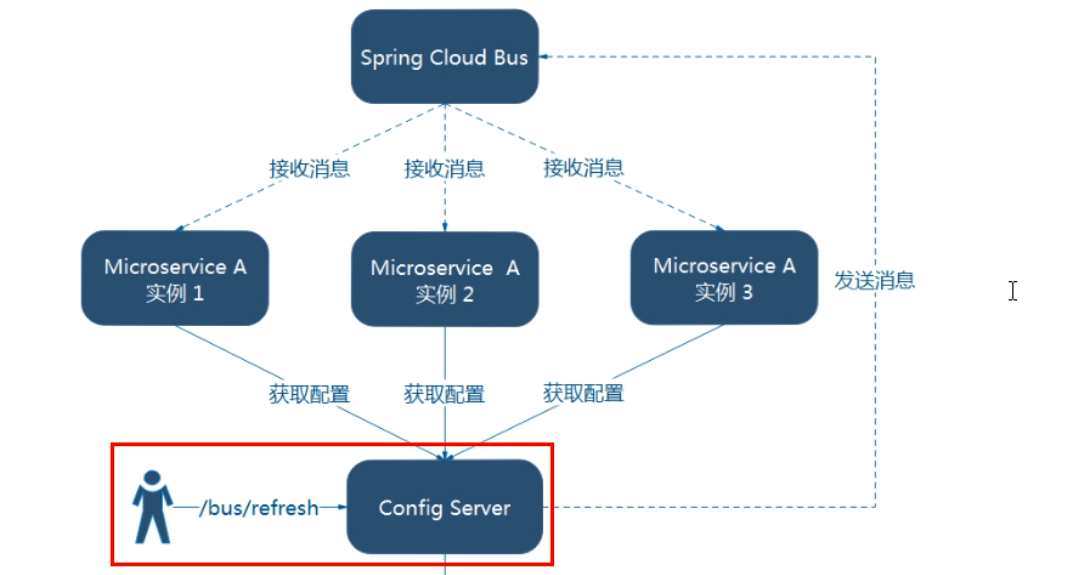 Spring Cloud Bus
接收消息
接收消息
接收消息
Microservice A
实例 1
Microservice A
实例 2
Microservice A
实例 3
发送消息
获取配置
获取配置
获取配置
/bus/refresh
Config Server